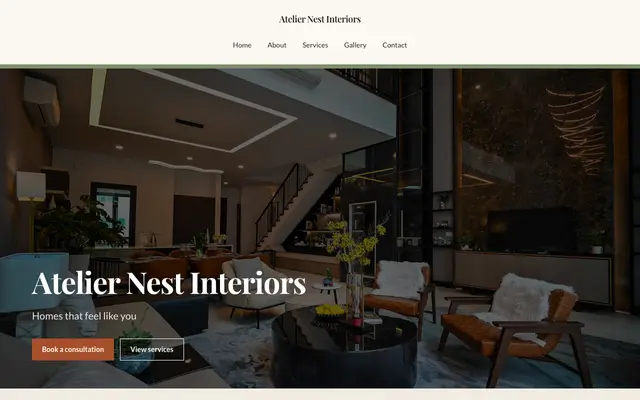 Atelier Nest Interiors
Home About Services Gallery Contact
Atelier Nest Interiors
Homes that feel like you
Book a consultation View services